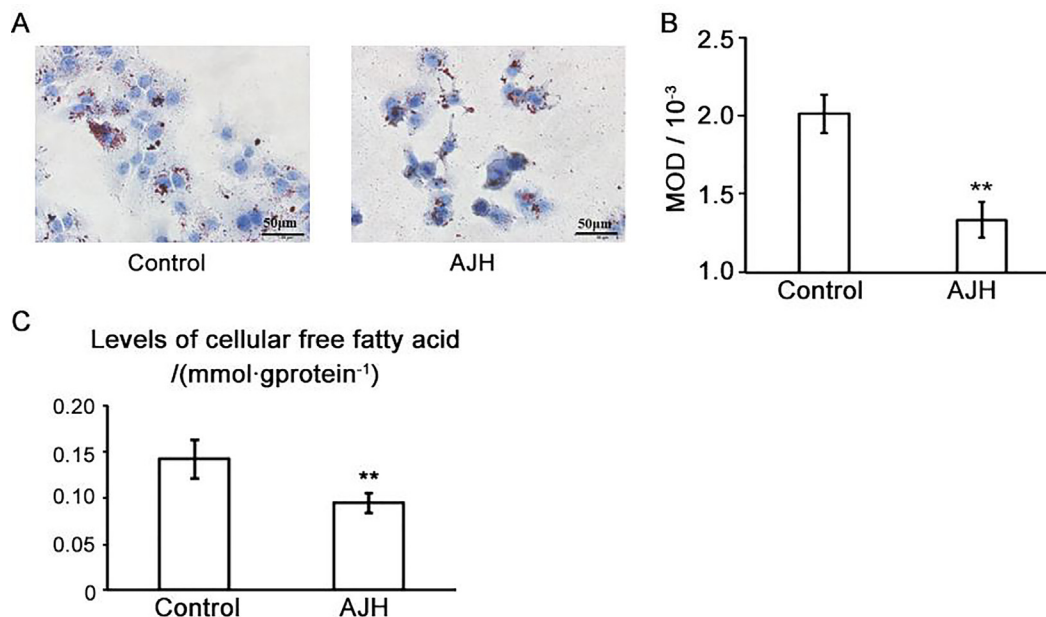 A
50μm
Control
50μm
AJH
B
2.5
2.0
1.5
1.0
MOD / 10⁻³
**
Control
AJH
C
Levels of cellular free fatty acid
/(mmol·gprotein⁻¹)
0.20
0.15
0.10
0.05
0
**
Control
AJH